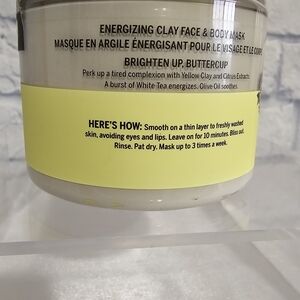 ENERGIZING CLAY FACE & BODY MASK
MASQUE EN ARGILE ÉNERGISANT POUR LE VISAGE ET LE CORPS
BRIGHTEN UP, BUTTERCUP
Perk up a tired complexion with Yellow Clay and Citrus Extracts.
A burst of White Tea energizes. Olive Oil soothes.
HERE'S HOW: Smooth on a thin layer to freshly washed
skin, avoiding eyes and lips. Leave on for 10 minutes. Bliss out.
Rinse. Pat dry. Mask up to 3 times a week.